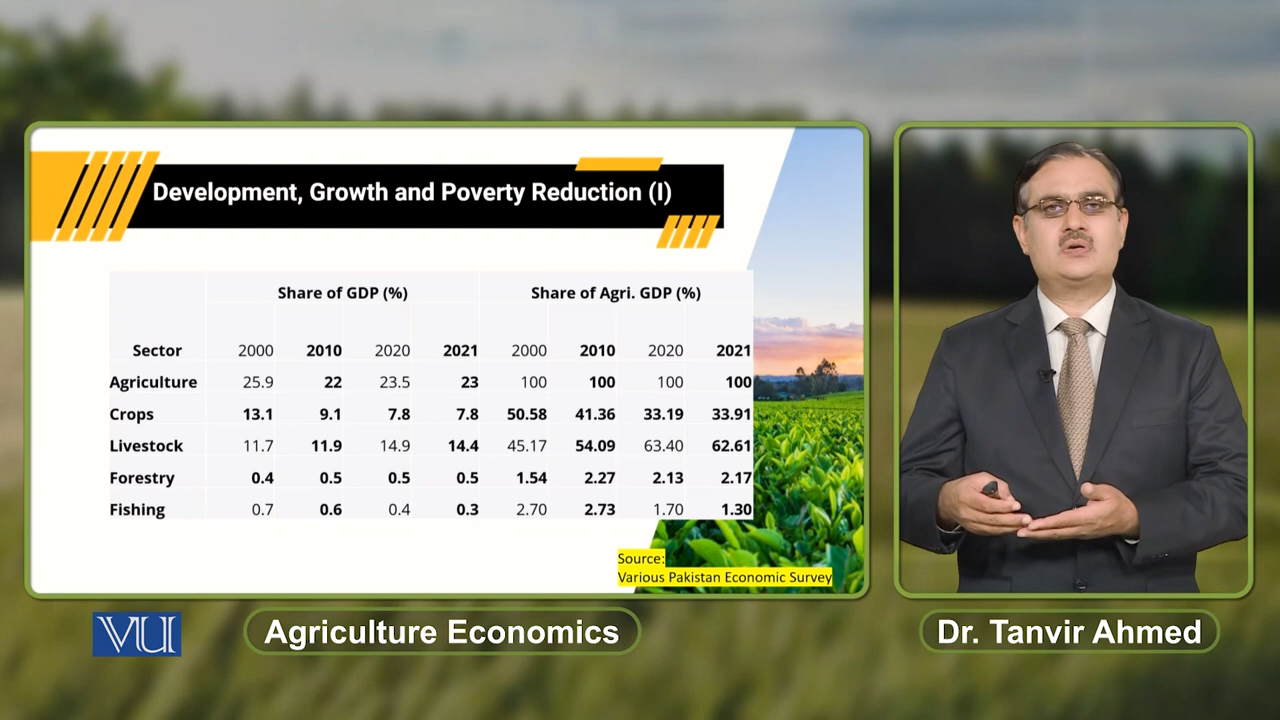 Development, Growth and Poverty Reduction (I)
Share of GDP (%) Share of Agri. GDP (%)
Sector 2000 2010 2020 2021 2000 2010 2020 2021
Agriculture 25.9 22 23.5 23 100 100 100 100
Crops 13.1 9.1 7.8 7.8 50.58 41.36 33.19 33.91
Livestock 11.7 11.9 14.9 14.4 45.17 54.09 63.40 62.61
Forestry 0.4 0.5 0.5 0.5 1.54 2.27 2.13 2.17
Fishing 0.7 0.6 0.4 0.3 2.70 2.73 1.70 1.30
Source:
Various Pakistan Economic Survey
VU Agriculture Economics Dr. Tanvir Ahmed